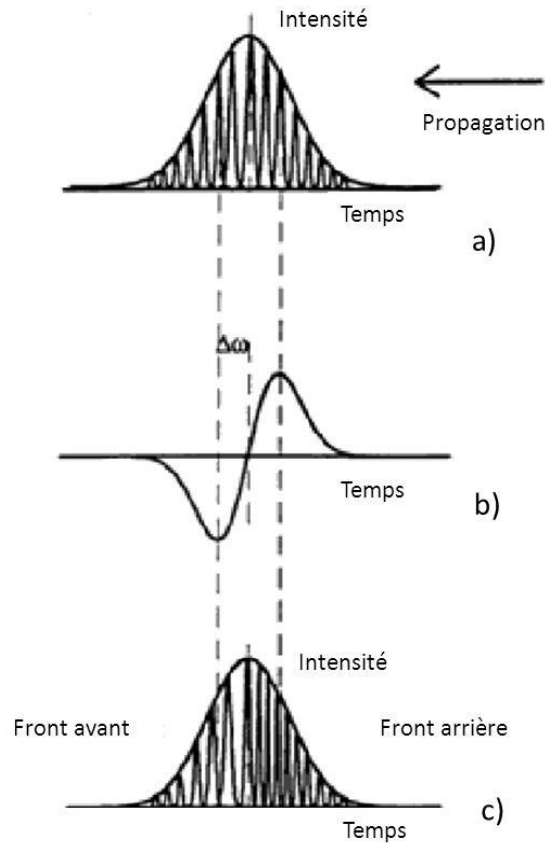 Intensité
Propagation
Temps
a)
Δω
Temps
b)
Intensité
Front avant
Front arrière
c)
Temps